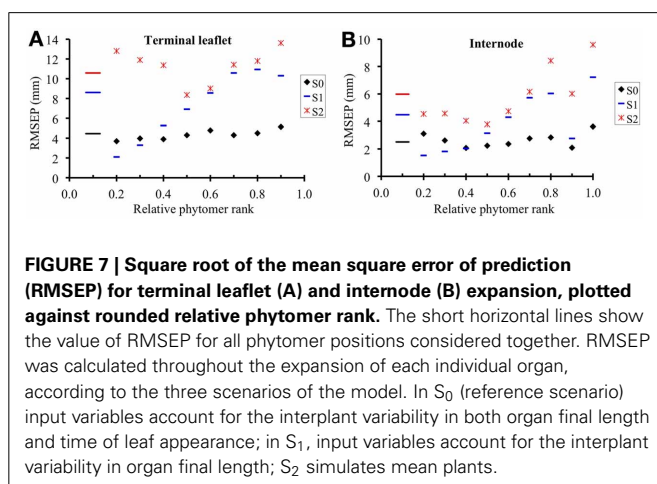 A
Terminal leaflet
14
12
10
8
6
4
2
0
RMSEP (mm)
0.0 0.2 0.4 0.6 0.8 1.0
Relative phytomer rank
S0
S1
S2
B
Internode
10
8
6
4
2
0
RMSEP (mm)
0.0 0.2 0.4 0.6 0.8 1.0
Relative phytomer rank
S0
S1
S2
FIGURE 7 | Square root of the mean square error of prediction
(RMSEP) for terminal leaflet (A) and internode (B) expansion, plotted
against rounded relative phytomer rank. The short horizontal lines show
the value of RMSEP for all phytomer positions considered together. RMSEP
was calculated throughout the expansion of each individual organ,
according to the three scenarios of the model. In S0 (reference scenario)
input variables account for the interplant variability in both organ final length
and time of leaf appearance; in S1, input variables account for the interplant
variability in organ final length; S2 simulates mean plants.